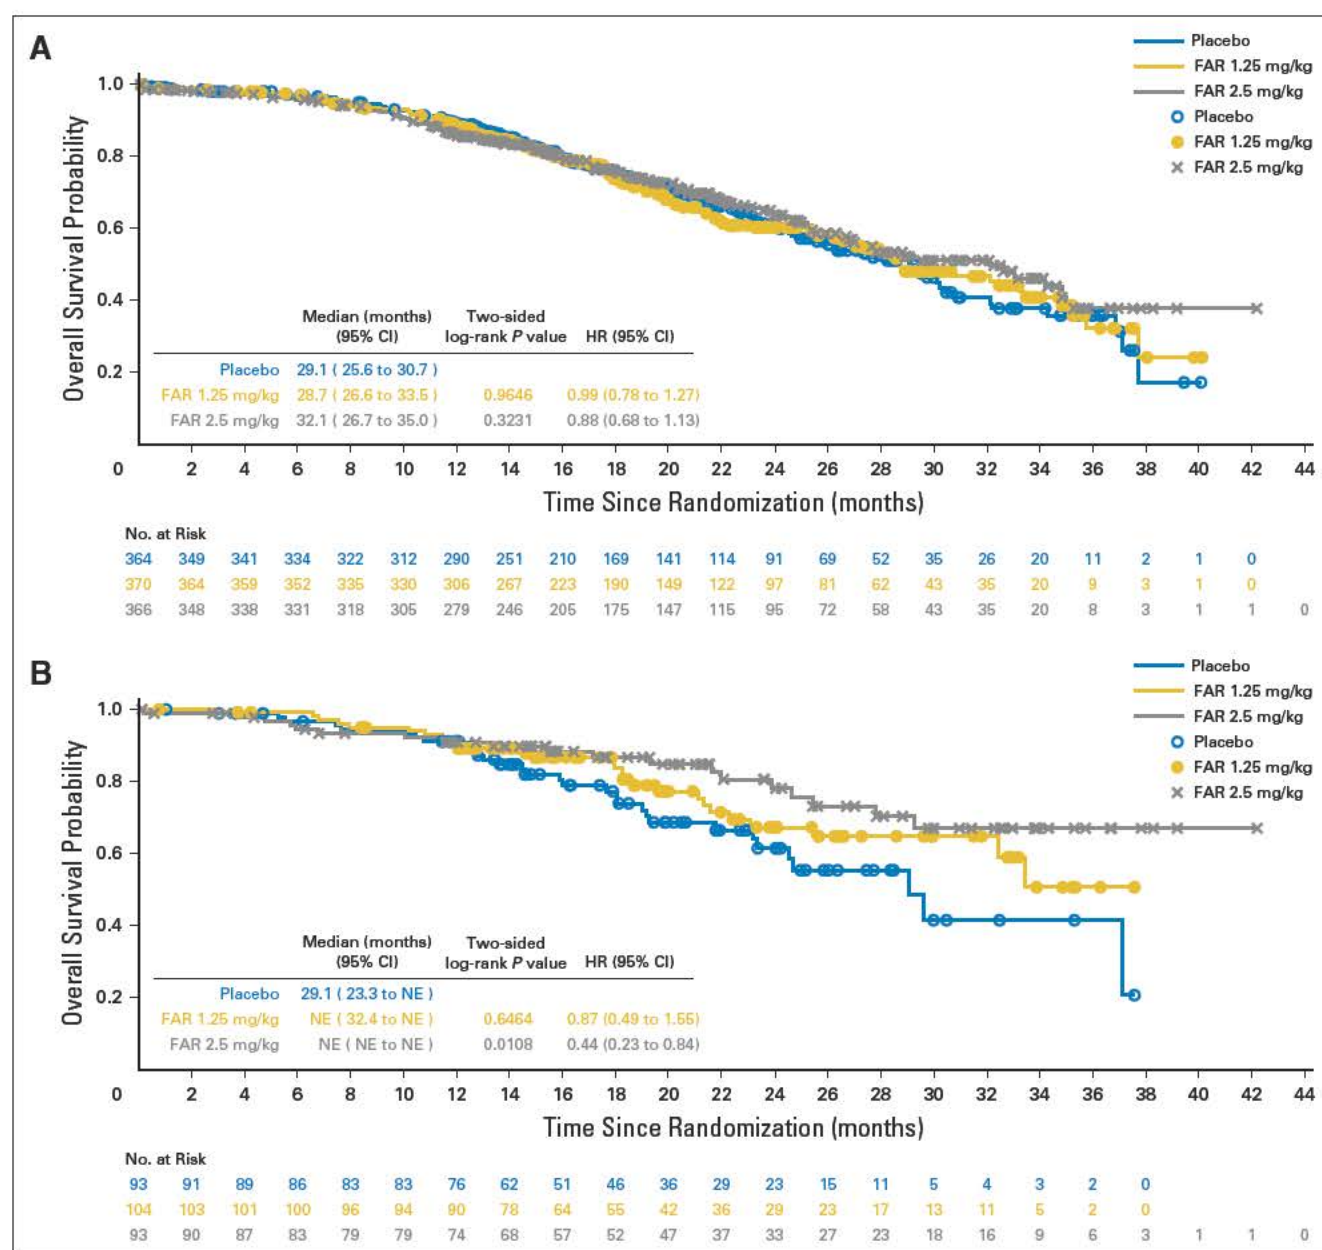 A
Placebo
FAR 1.25 mg/kg
FAR 2.5 mg/kg
Placebo
FAR 1.25 mg/kg
FAR 2.5 mg/kg
Overall Survival Probability
1.0
0.8
0.6
0.4
0.2
Median (months) (95% CI) Two-sided log-rank P value HR (95% CI)
Placebo 29.1 ( 25.6 to 30.7 )
FAR 1.25 mg/kg 28.7 ( 26.6 to 33.5 ) 0.9646 0.99 (0.78 to 1.27)
FAR 2.5 mg/kg 32.1 ( 26.7 to 35.0 ) 0.3231 0.88 (0.68 to 1.13)
0 2 4 6 8 10 12 14 16 18 20 22 24 26 28 30 32 34 36 38 40 42 44
Time Since Randomization (months)
No. at Risk
364 349 341 334 322 312 290 251 210 169 141 114 91 69 52 35 26 20 11 2 1 0
370 364 359 352 335 330 306 267 223 190 149 122 97 81 62 43 35 20 9 3 1 0
366 348 338 331 318 305 279 246 205 175 147 115 95 72 58 43 35 20 8 3 1 1 0
B
Placebo
FAR 1.25 mg/kg
FAR 2.5 mg/kg
Placebo
FAR 1.25 mg/kg
FAR 2.5 mg/kg
Overall Survival Probability
1.0
0.8
0.6
0.4
0.2
Median (months) (95% CI) Two-sided log-rank P value HR (95% CI)
Placebo 29.1 ( 23.3 to NE )
FAR 1.25 mg/kg NE ( 32.4 to NE ) 0.6464 0.87 (0.49 to 1.55)
FAR 2.5 mg/kg NE ( NE to NE ) 0.0108 0.44 (0.23 to 0.84)
0 2 4 6 8 10 12 14 16 18 20 22 24 26 28 30 32 34 36 38 40 42 44
Time Since Randomization (months)
No. at Risk
93 91 89 86 83 83 76 62 51 46 36 29 23 15 11 5 4 3 2 0
104 103 101 100 96 94 90 78 64 55 42 36 29 23 17 13 11 5 2 0
93 90 87 83 79 79 74 68 57 52 47 37 33 27 23 18 16 9 6 3 1 1 0